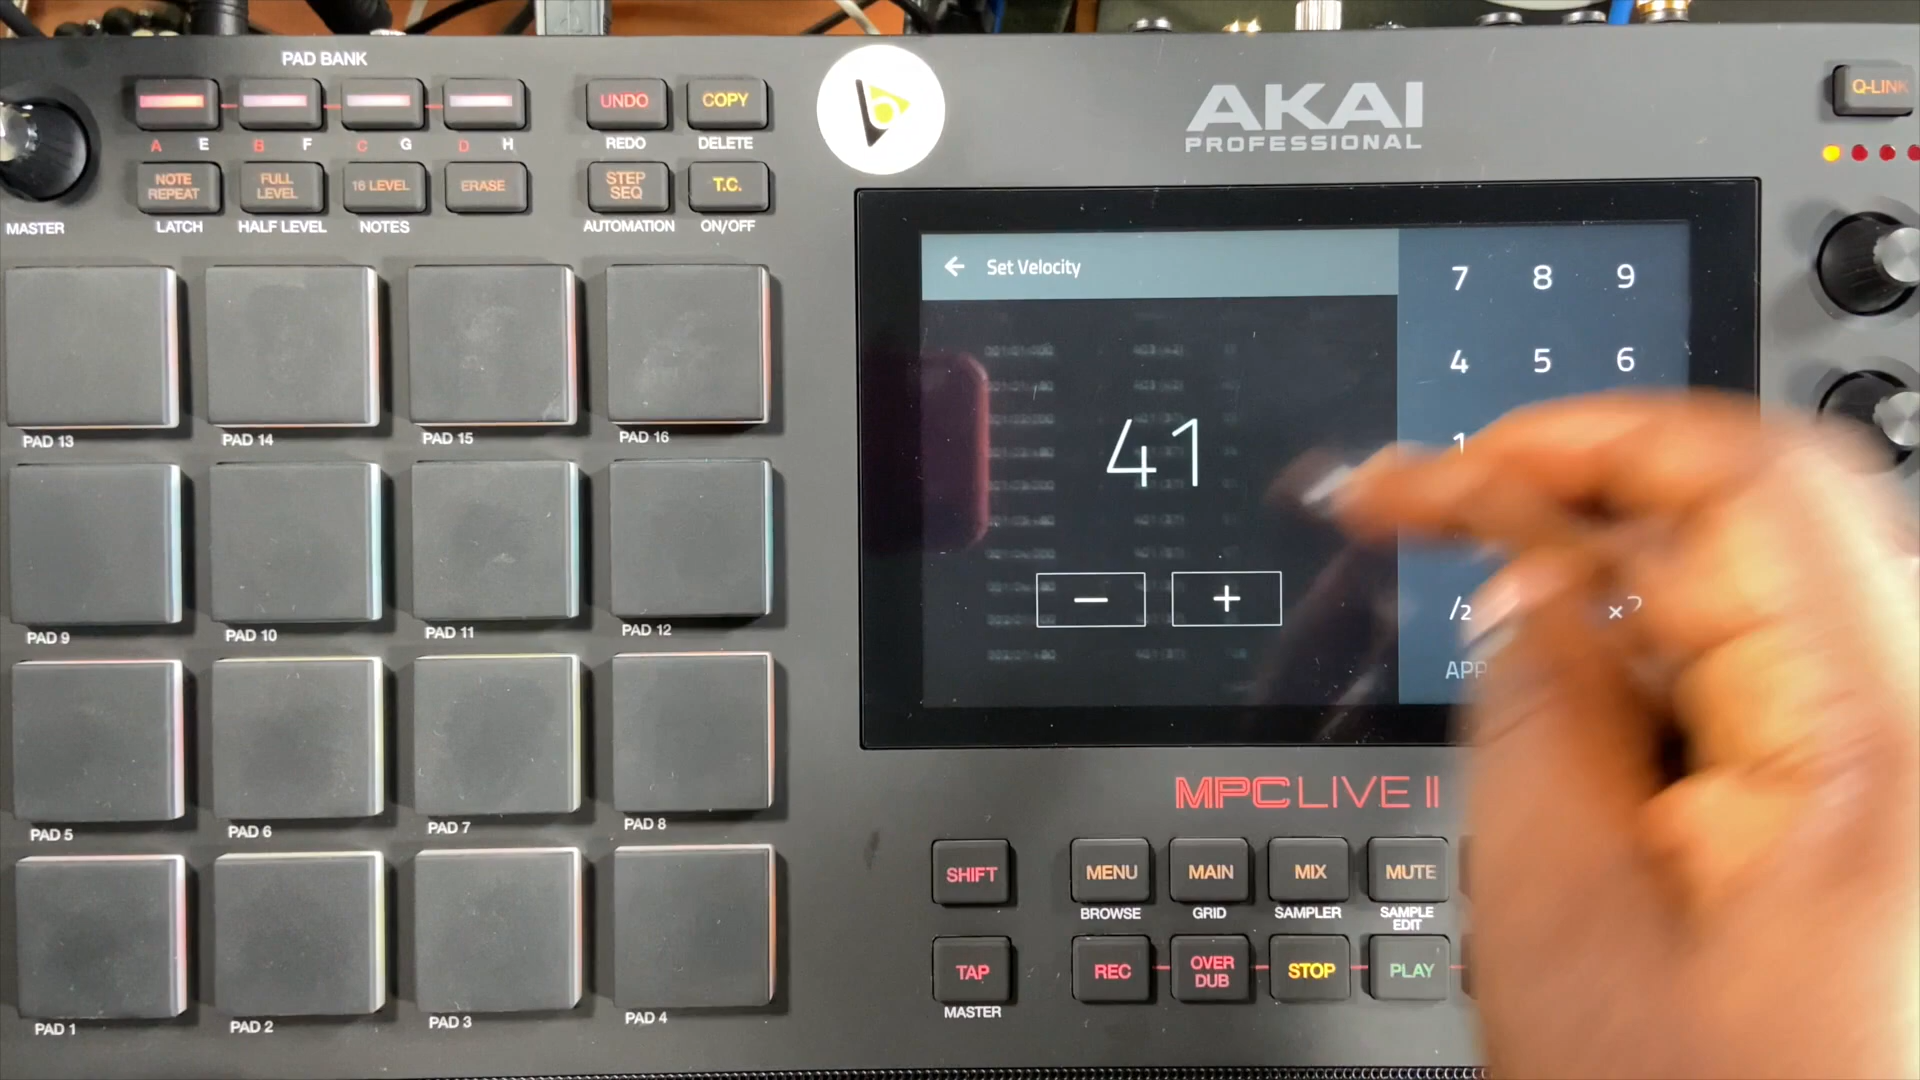 PAD BANK
A E B F C G D H
UNDO COPY
REDO DELETE
NOTE REPEAT
FULL LEVEL
16 LEVEL
ERASE
STEP SEQ
T.C.
LATCH HALF LEVEL NOTES
AUTOMATION ON/OFF
MASTER
PAD 13 PAD 14 PAD 15 PAD 16
PAD 9 PAD 10 PAD 11 PAD 12
PAD 5 PAD 6 PAD 7 PAD 8
PAD 1 PAD 2 PAD 3 PAD 4
b
AKAI
PROFESSIONAL
Q-LINK
Set Velocity
41
− +
7 8 9
4 5 6
1
/2
MPC LIVE II
SHIFT MENU MAIN MIX MUTE
BROWSE GRID SAMPLER SAMPLE EDIT
TAP REC OVER DUB STOP PLAY
MASTER